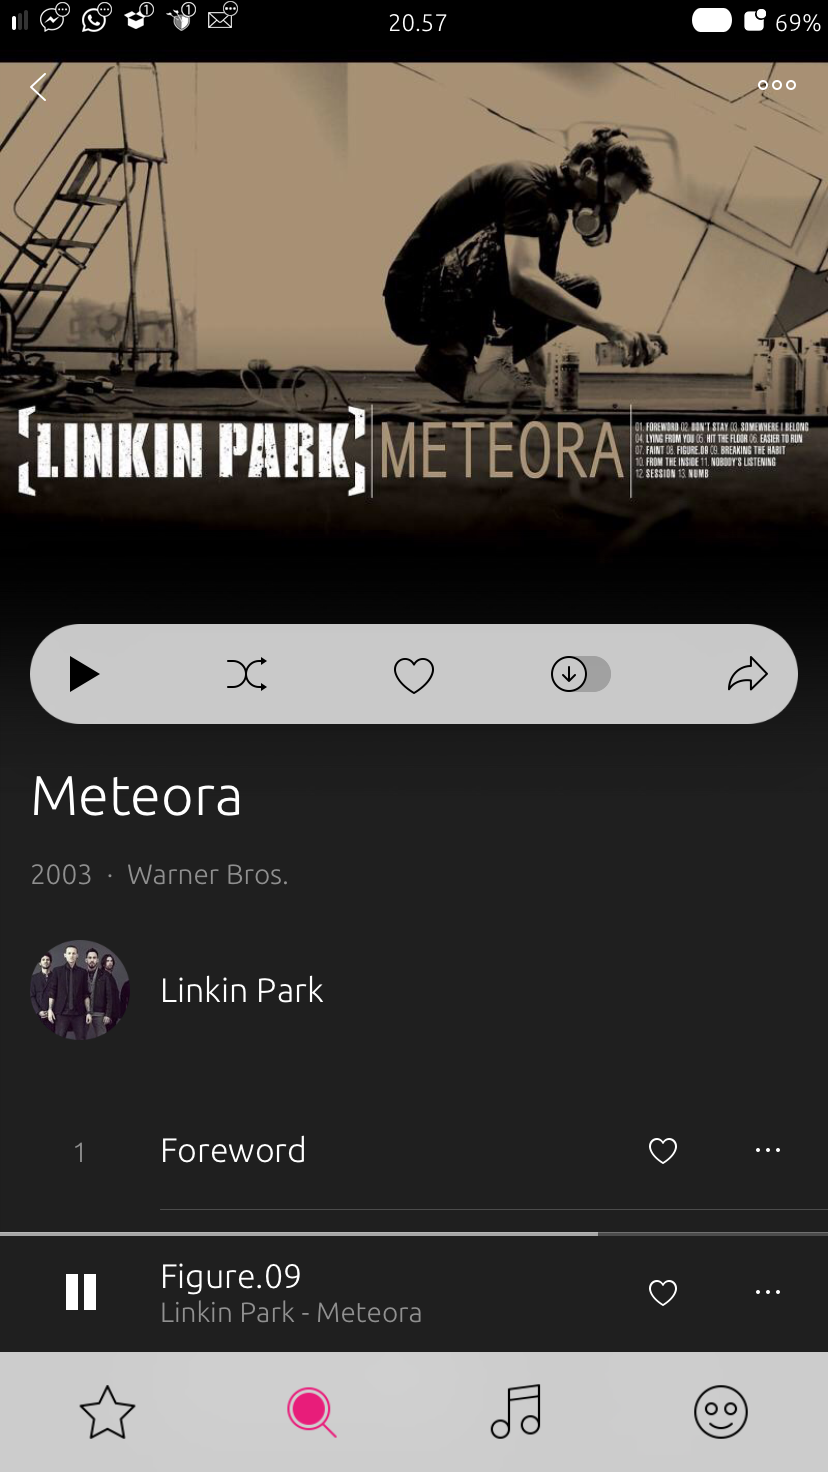 20.57
69%
1
1
[LINKIN PARK]
METEORA
01. FOREWORD 02. DON'T STAY 03. SOMEWHERE I BELONG
04. LYING FROM YOU 05. HIT THE FLOOR 06. EASIER TO RUN
07. FAINT 08. FIGURE.09 09. BREAKING THE HABIT
10. FROM THE INSIDE 11. NOBODY'S LISTENING
12. SESSION 13. NUMB
Meteora
2003 · Warner Bros.
Linkin Park
1 Foreword
Figure.09
Linkin Park - Meteora